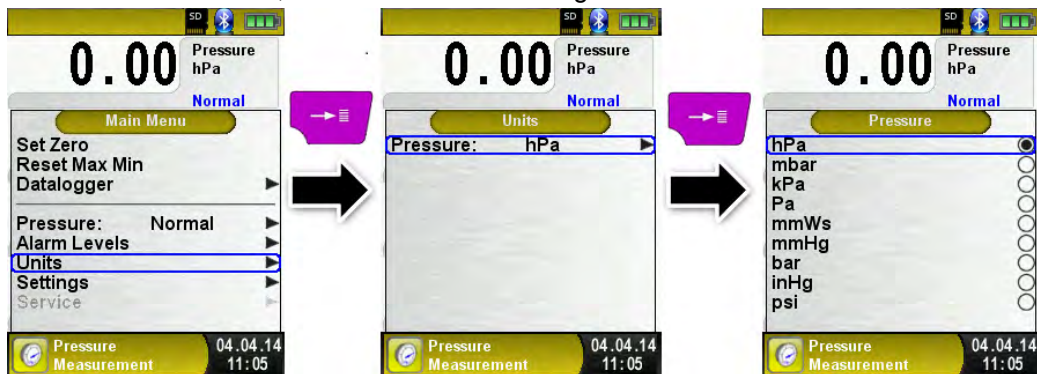 SD
0.00 Pressure
hPa
Normal
Main Menu
Set Zero
Reset Max Min
Datalogger
Pressure: Normal
Alarm Levels
Units
Settings
Service
Pressure 04.04.14
Measurement 11:05
SD
0.00 Pressure
hPa
Normal
Units
Pressure: hPa
Pressure 04.04.14
Measurement 11:05
SD
0.00 Pressure
hPa
Normal
Pressure
hPa
mbar
kPa
Pa
mmWs
mmHg
bar
inHg
psi
Pressure 04.04.14
Measurement 11:05